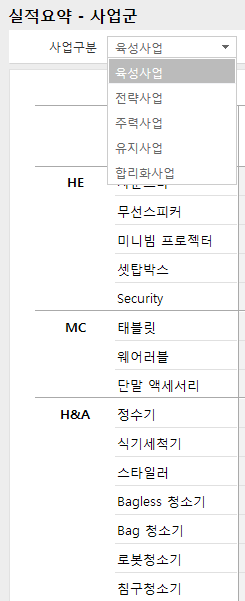 실적요약 - 사업군
사업구분 육성사업
육성사업
전략사업
주력사업
유지사업
합리화사업
HE
무선스피커
미니빔 프로젝터
셋탑박스
Security
MC 태블릿
웨어러블
단말 액세서리
H&A 정수기
식기세척기
스타일러
Bagless 청소기
Bag 청소기
로봇청소기
침구청소기